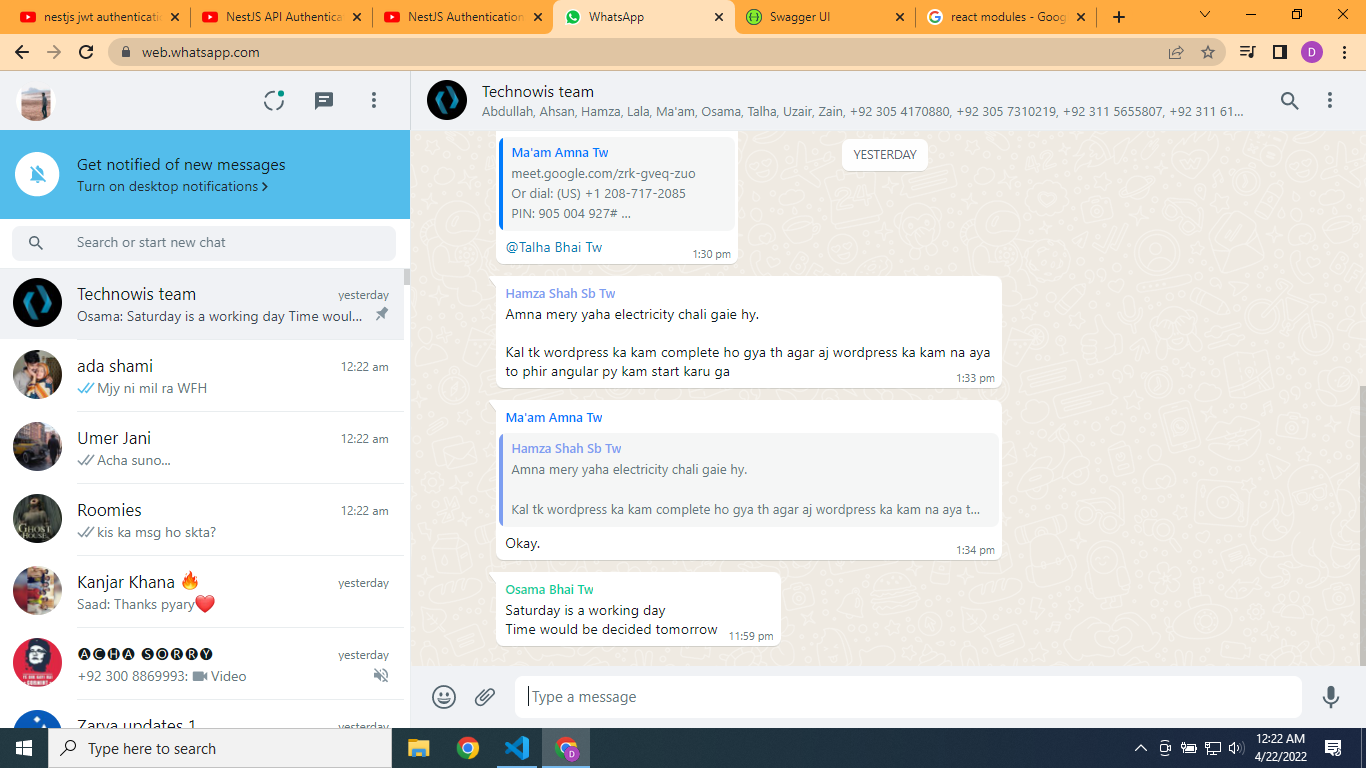 nestjs jwt authenticati
NestJS API Authentica
NestJS Authentication
WhatsApp
Swagger UI
react modules - Goog
web.whatsapp.com
D
Technowis team
Abdullah, Ahsan, Hamza, Lala, Ma'am, Osama, Talha, Uzair, Zain, +92 305 4170880, +92 305 7310219, +92 311 5655807, +92 311 61...
Get notified of new messages
Turn on desktop notifications >
Search or start new chat
Technowis team
yesterday
Osama: Saturday is a working day Time woul...
ada shami
12:22 am
Mjy ni mil ra WFH
Umer Jani
12:22 am
Acha suno...
Roomies
12:22 am
kis ka msg ho skta?
GHOST
HOUSE
Kanjar Khana 🔥
yesterday
Saad: Thanks pyary❤️
🅐🅒🅗🅐 🅢🅞🅡🅡🅨
yesterday
+92 300 8869993: Video
Zarya updates 1
yesterday
YESTERDAY
Ma'am Amna Tw
meet.google.com/zrk-gveq-zuo
Or dial: (US) +1 208-717-2085
PIN: 905 004 927# ...
@Talha Bhai Tw
1:30 pm
Hamza Shah Sb Tw
Amna mery yaha electricity chali gaie hy.
Kal tk wordpress ka kam complete ho gya th agar aj wordpress ka kam na aya
to phir angular py kam start karu ga
1:33 pm
Ma'am Amna Tw
Hamza Shah Sb Tw
Amna mery yaha electricity chali gaie hy.
Kal tk wordpress ka kam complete ho gya th agar aj wordpress ka kam na aya t...
Okay.
1:34 pm
Osama Bhai Tw
Saturday is a working day
Time would be decided tomorrow
11:59 pm
Type a message
Type here to search
D
12:22 AM
4/22/2022